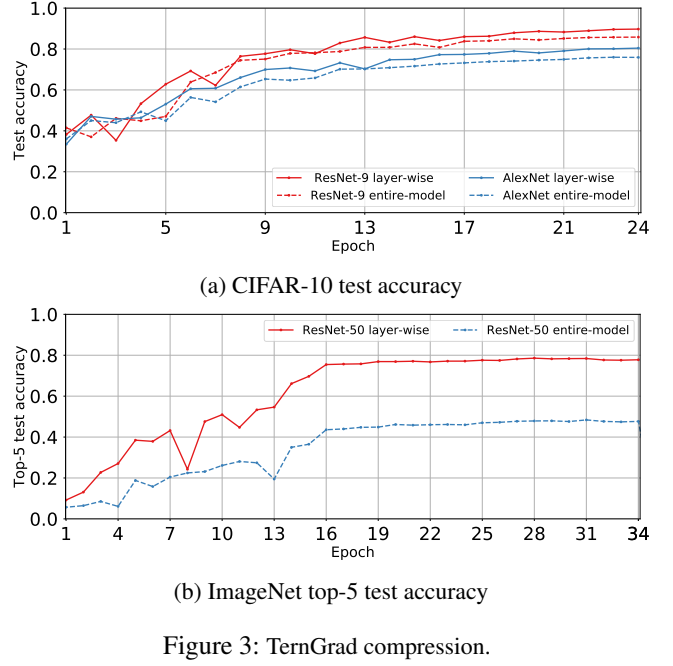 1.0
0.8
0.6
0.4
0.2
0.0
Test accuracy
ResNet-9 layer-wise
ResNet-9 entire-model
AlexNet layer-wise
AlexNet entire-model
1 5 9 13 17 21 24
Epoch
(a) CIFAR-10 test accuracy
1.0
0.8
0.6
0.4
0.2
0.0
Top-5 test accuracy
ResNet-50 layer-wise
ResNet-50 entire-model
1 4 7 10 13 16 19 22 25 28 31 34
Epoch
(b) ImageNet top-5 test accuracy
Figure 3: TernGrad compression.